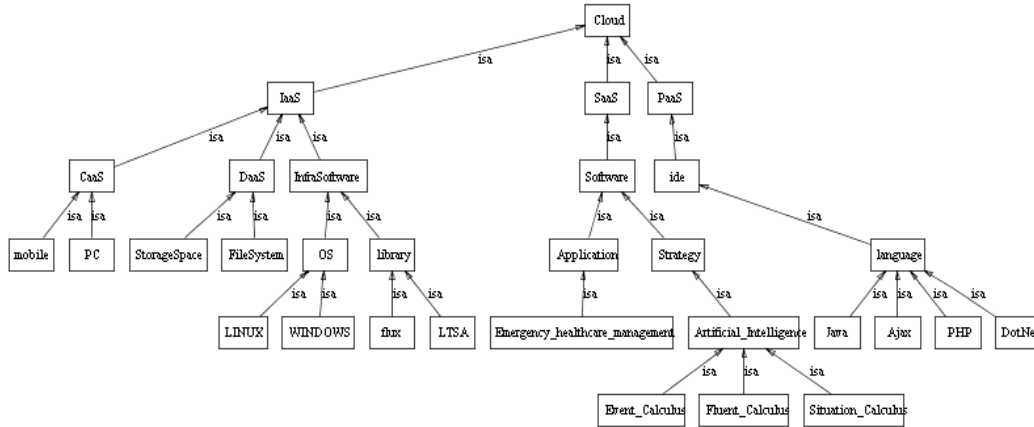 Cloud
isa
isa
isa
IaaS
SaaS
PaaS
isa
isa
isa
isa
isa
CaaS
DaaS
InfraSoftware
Software
ide
isa
isa
isa
isa
isa
isa
isa
isa
isa
mobile
PC
StorageSpace
FileSystem
OS
library
Application
Strategy
language
isa
isa
isa
isa
isa
isa
isa
isa
isa
isa
LINUX
WINDOWS
flux
LTSA
Emergency_healthcare_management
Artificial_Intelligence
Java
Ajax
PHP
DotNe
isa
isa
isa
Event_Calculus
Fluent_Calculus
Situation_Calculus